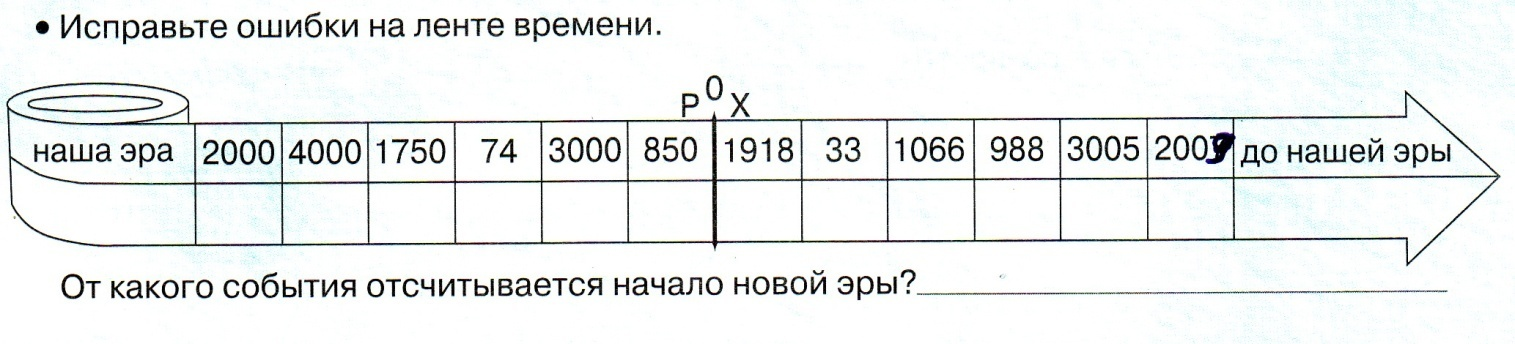 • Исправьте ошибки на ленте времени.
Р 0 Х
наша эра 2000 4000 1750 74 3000 850 1918 33 1066 988 3005 2009 до нашей эры
От какого события отсчитывается начало новой эры?